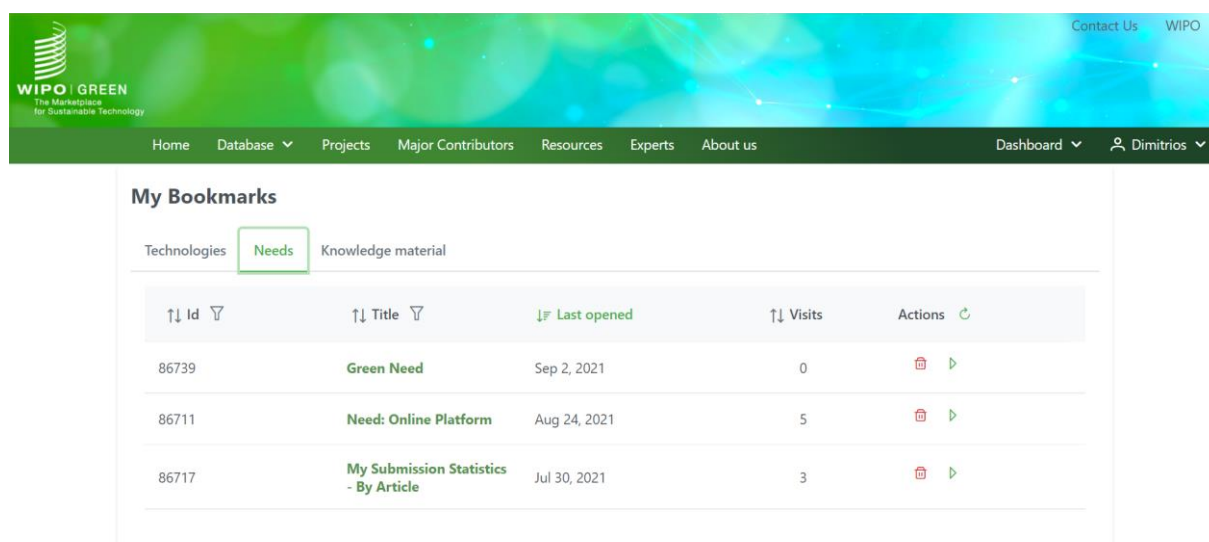 Contact Us WIPO
WIPO | GREEN
The Marketplace
for Sustainable Technology
Home Database Projects Major Contributors Resources Experts About us Dashboard Dimitrios
My Bookmarks
Technologies Needs Knowledge material
Id Title Last opened Visits Actions
86739 Green Need Sep 2, 2021 0
86711 Need: Online Platform Aug 24, 2021 5
86717 My Submission Statistics - By Article Jul 30, 2021 3